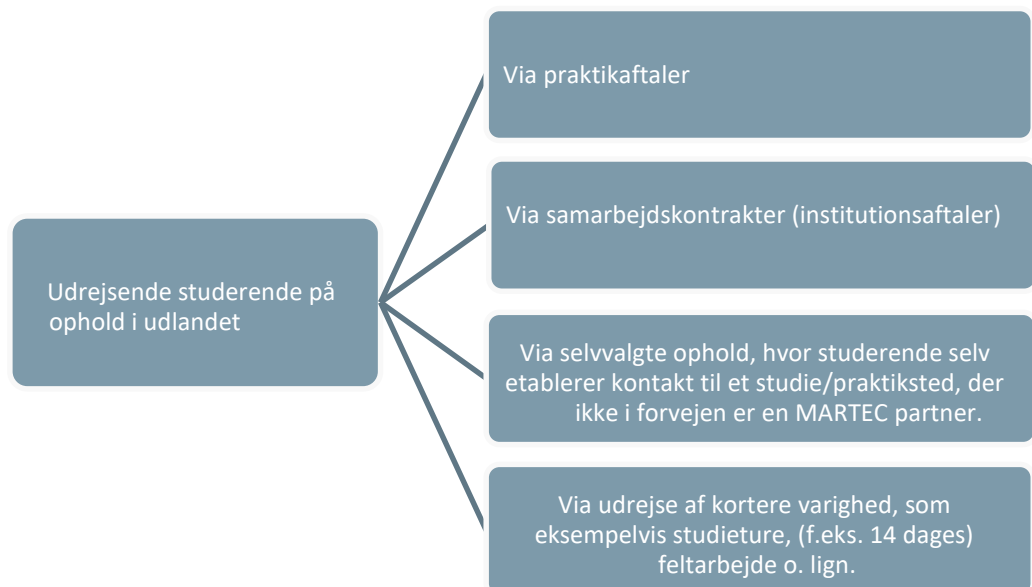 Via praktikaftaler
Via samarbejdskontrakter (institutionsaftaler)
Udrejsende studerende på
ophold i udlandet
Via selvvalgte ophold, hvor studerende selv
etablerer kontakt til et studie/praktiksted, der
ikke i forvejen er en MARTEC partner.
Via udrejse af kortere varighed, som
eksempelvis studieture, (f.eks. 14 dages)
feltarbejde o. lign.